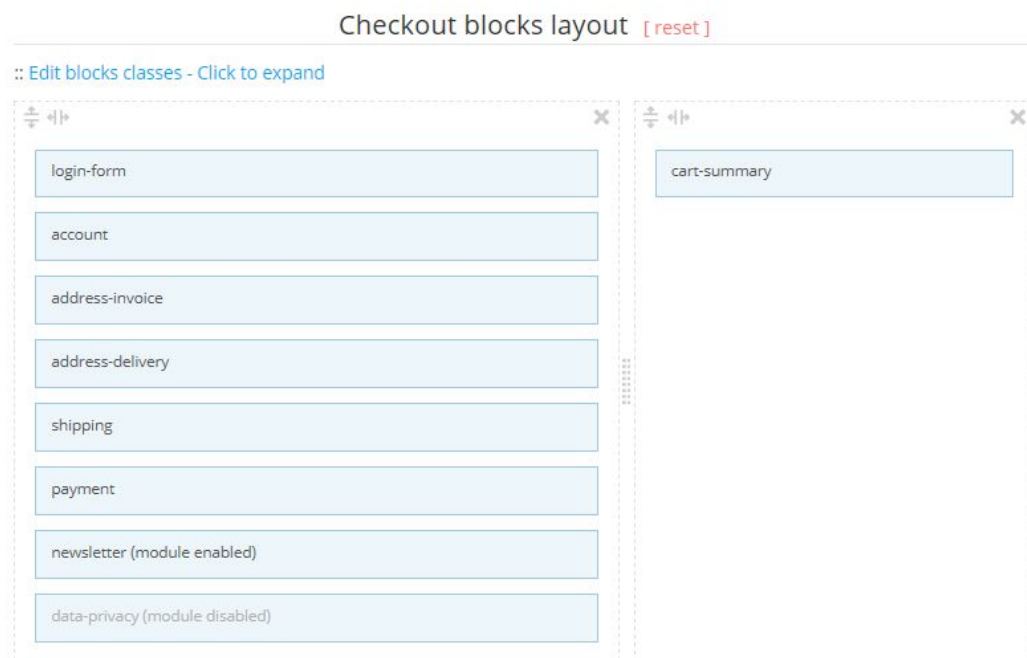 Checkout blocks layout [ reset ]
:: Edit blocks classes - Click to expand
login-form
account
address-invoice
address-delivery
shipping
payment
newsletter (module enabled)
data-privacy (module disabled)
cart-summary